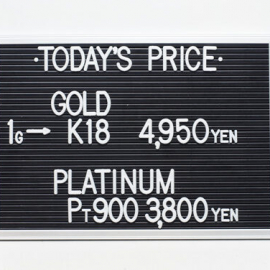 ·TODAY'S PRICE·
GOLD
1G→ K18 4,950YEN
PLATINUM
PT900 3,800YEN